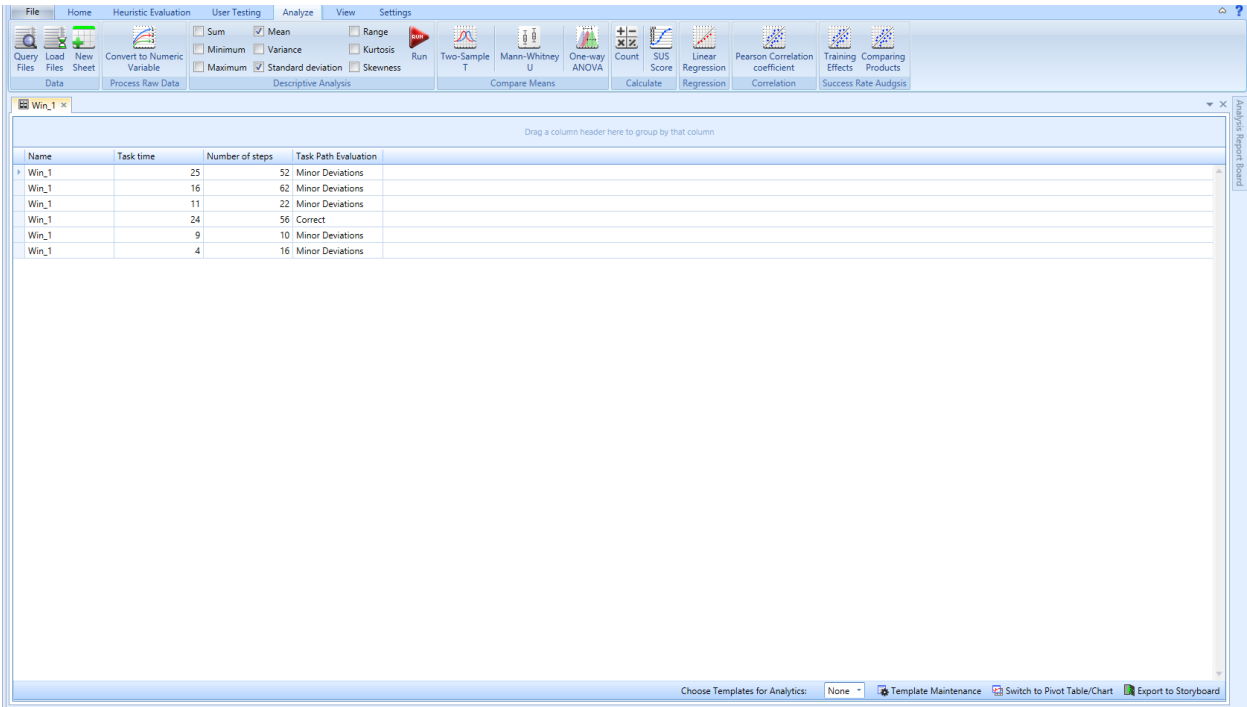 File Home Heuristic Evaluation User Testing Analyze View Settings
Sum Mean Range
Minimum Variance Kurtosis
Maximum Standard deviation Skewness
Query Files
Load Files
New Sheet
Convert to Numeric Variable
RUN
Run
Two-Sample T
Mann-Whitney U
One-way ANOVA
Count
SUS Score
Linear Regression
Pearson Correlation coefficient
Training Effects
Comparing Products
Data Process Raw Data Descriptive Analysis Compare Means Calculate Regression Correlation Success Rate Audgsis
Win_1
Analysis Report Board
Drag a column header here to group by that column
Name Task time Number of steps Task Path Evaluation
Win_1 25 52 Minor Deviations
Win_1 16 62 Minor Deviations
Win_1 11 22 Minor Deviations
Win_1 24 56 Correct
Win_1 9 10 Minor Deviations
Win_1 4 16 Minor Deviations
Choose Templates for Analytics: None Template Maintenance Switch to Pivot Table/Chart Export to Storyboard